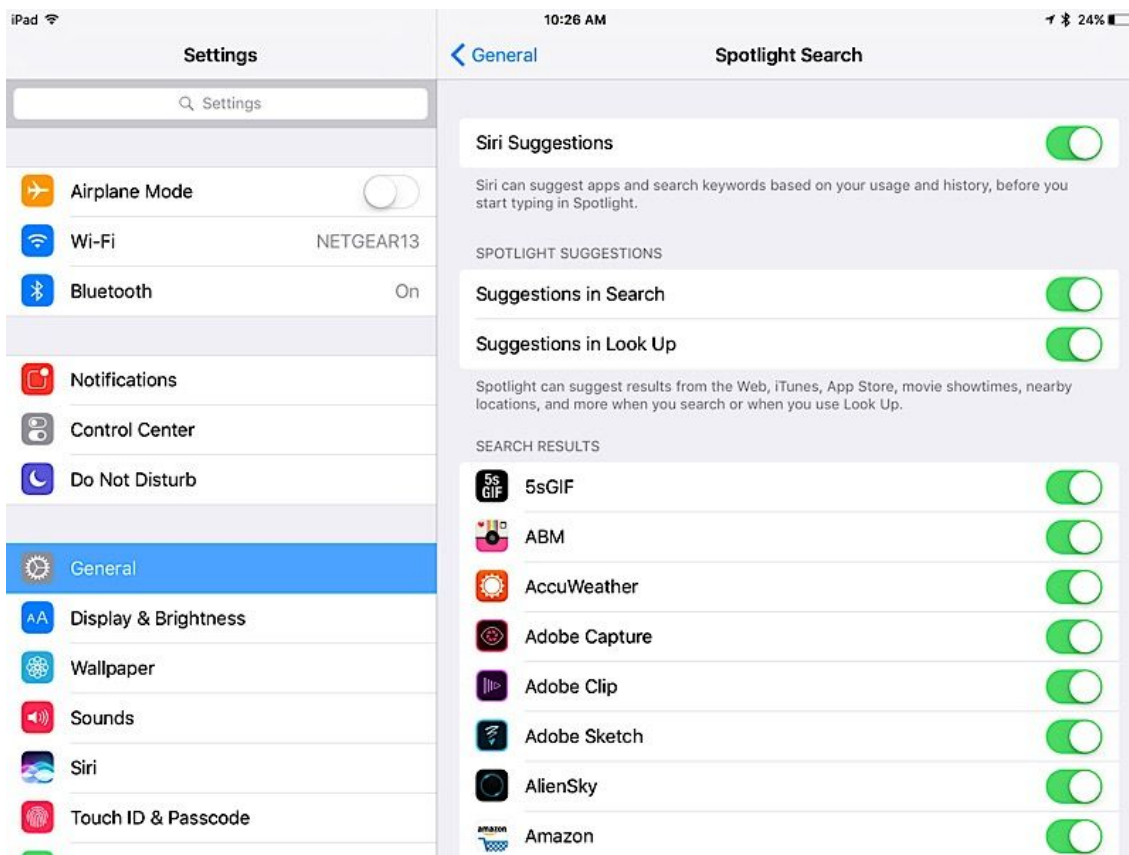 iPad
10:26 AM
24%
Settings
General
Spotlight Search
Settings
Airplane Mode
Wi-Fi NETGEAR13
Bluetooth On
Notifications
Control Center
Do Not Disturb
General
Display & Brightness
Wallpaper
Sounds
Siri
Touch ID & Passcode
Siri Suggestions
Siri can suggest apps and search keywords based on your usage and history, before you
start typing in Spotlight.
SPOTLIGHT SUGGESTIONS
Suggestions in Search
Suggestions in Look Up
Spotlight can suggest results from the Web, iTunes, App Store, movie showtimes, nearby
locations, and more when you search or when you use Look Up.
SEARCH RESULTS
5s
GIF
5sGIF
ABM
AccuWeather
Adobe Capture
Adobe Clip
Adobe Sketch
AlienSky
amazon
Amazon
AA